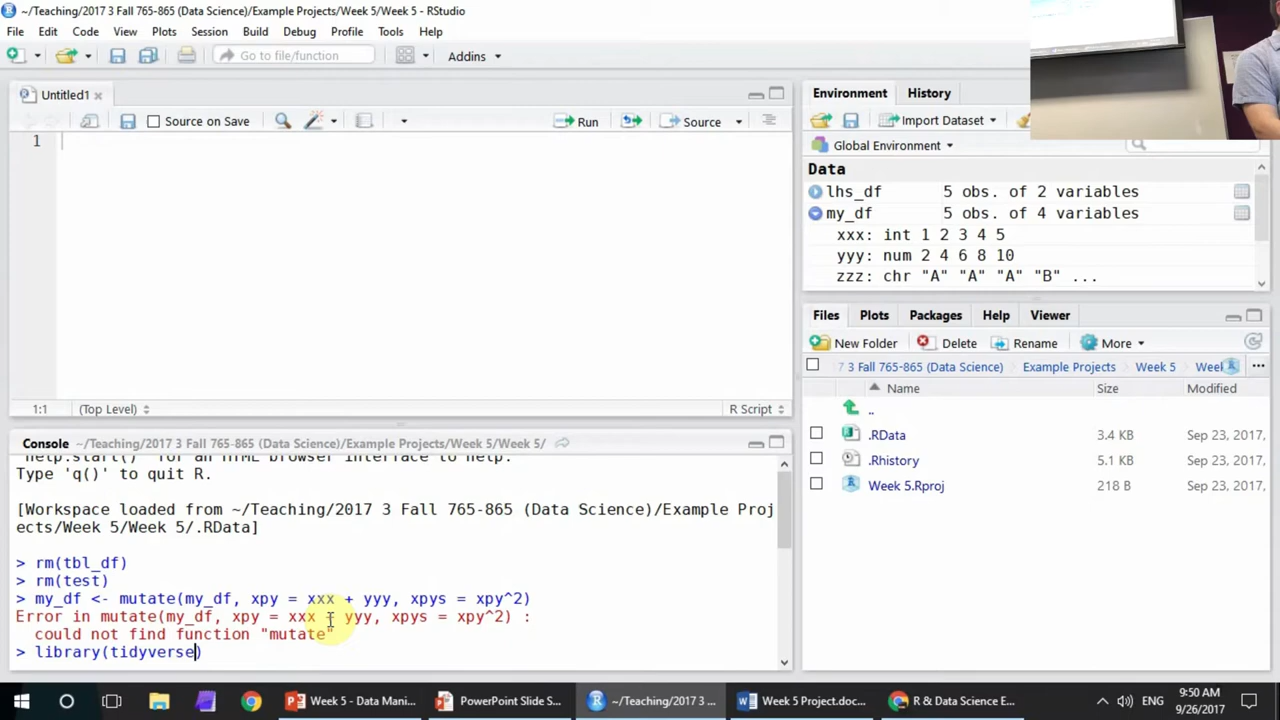 ~/Teaching/2017 3 Fall 765-865 (Data Science)/Example Projects/Week 5/Week 5 - RStudio
File Edit Code View Plots Session Build Debug Profile Tools Help
Go to file/function Addins
Untitled1
Source on Save Run Source
1
1:1 (Top Level) R Script
Console ~/Teaching/2017 3 Fall 765-865 (Data Science)/Example Projects/Week 5/Week 5/
'help.start()' for an HTML browser interface to help.
Type 'q()' to quit R.
[Workspace loaded from ~/Teaching/2017 3 Fall 765-865 (Data Science)/Example Proj
ects/Week 5/Week 5/.RData]
> rm(tbl_df)
> rm(test)
> my_df <- mutate(my_df, xpy = xxx + yyy, xpys = xpy^2)
Error in mutate(my_df, xpy = xxx + yyy, xpys = xpy^2) :
could not find function "mutate"
> library(tidyverse)
Environment History
Import Dataset
Global Environment
Data
lhs_df 5 obs. of 2 variables
my_df 5 obs. of 4 variables
xxx: int 1 2 3 4 5
yyy: num 2 4 6 8 10
zzz: chr "A" "A" "A" "B" ...
Files Plots Packages Help Viewer
New Folder Delete Rename More
7 3 Fall 765-865 (Data Science) Example Projects Week 5 Week
Name Size Modified
..
.RData 3.4 KB Sep 23, 2017,
.Rhistory 5.1 KB Sep 23, 2017,
Week 5.Rproj 218 B Sep 23, 2017,
Week 5 - Data Mani... PowerPoint Slide S... ~/Teaching/2017 3 ... Week 5 Project.doc... R & Data Science E... ENG 9:50 AM
9/26/2017